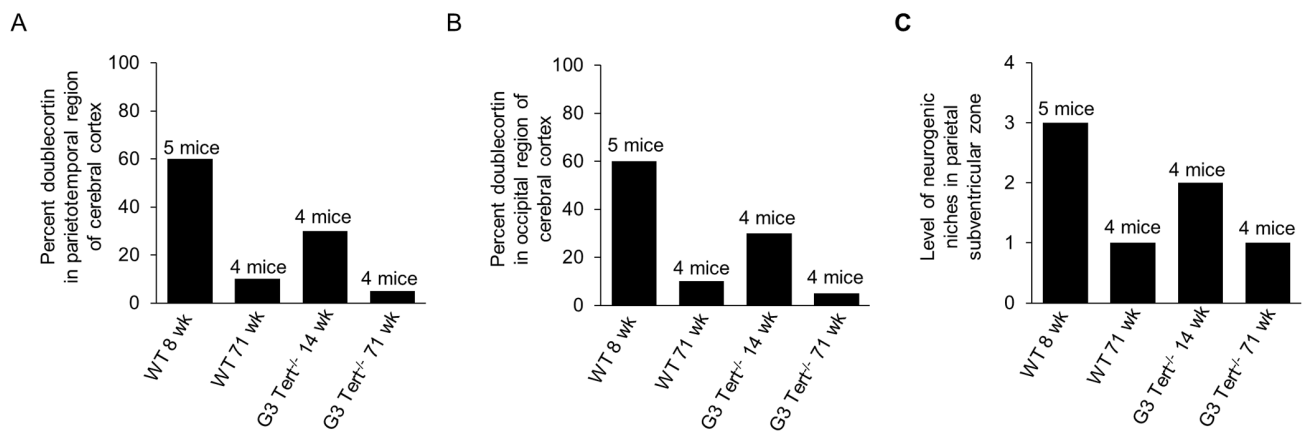 A
Percent doublecortin
in parietotemporal region
of cerebral cortex
100
80
60
40
20
0
5 mice
4 mice
4 mice
4 mice
WT 8 wk
WT 71 wk
G3 Tert-/- 14 wk
G3 Tert-/- 71 wk
B
Percent doublecortin
in occipital region of
cerebral cortex
100
80
60
40
20
0
5 mice
4 mice
4 mice
4 mice
WT 8 wk
WT 71 wk
G3 Tert-/- 14 wk
G3 Tert-/- 71 wk
C
Level of neurogenic
niches in parietal
subventricular zone
4
3
2
1
0
5 mice
4 mice
4 mice
4 mice
WT 8 wk
WT 71 wk
G3 Tert-/- 14 wk
G3 Tert-/- 71 wk